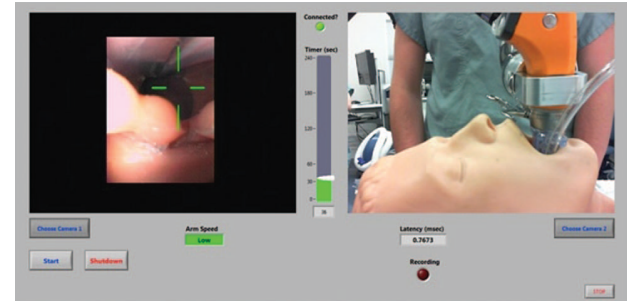 Connected?
Timer (sec)
240-
180-
120-
60-
30-
0-
36
Choose Camera 1
Arm Speed
Low
Latency (msec)
0.7673
Choose Camera 2
Start
Shutdown
Recording
STOP